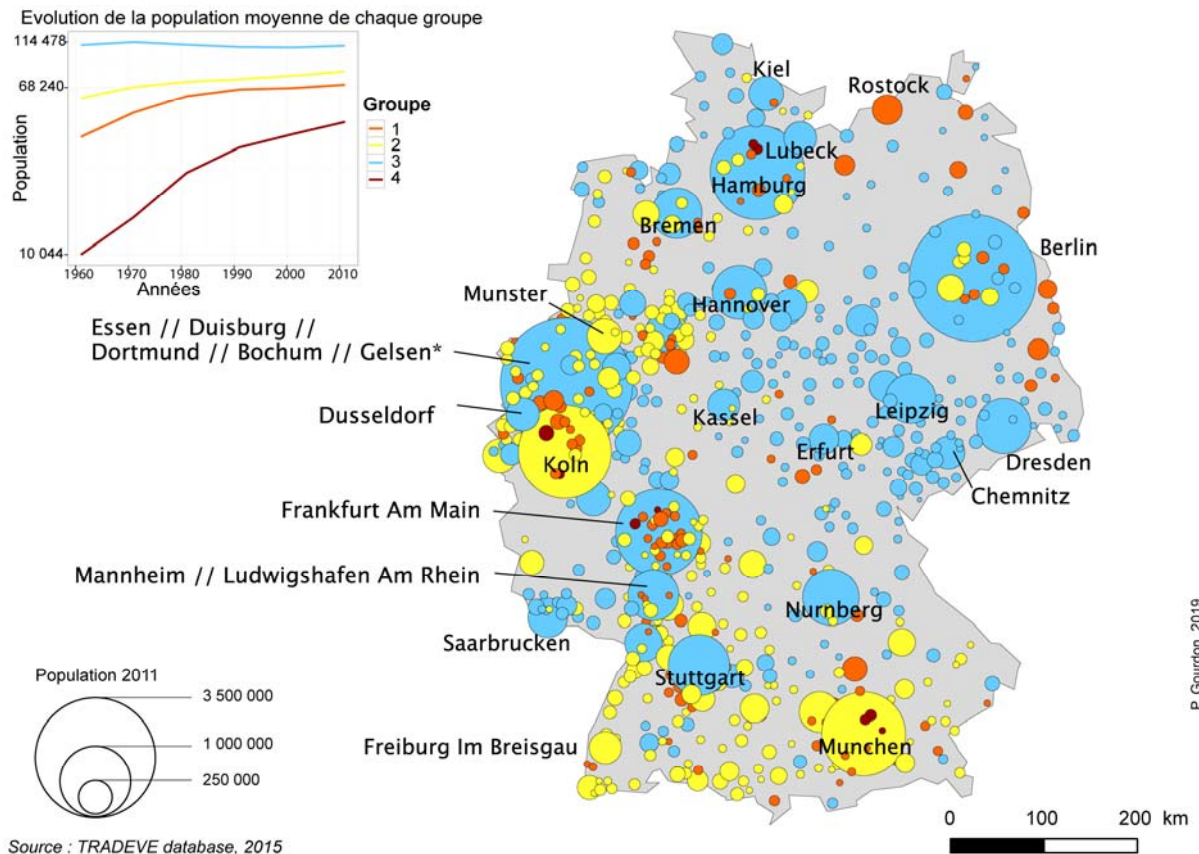 Evolution de la population moyenne de chaque groupe
114 478
68 240
10 044
Population
1960 1970 1980 1990 2000 2010
Années
Groupe
1
2
3
4
Kiel
Rostock
Lubeck
Hamburg
Bremen
Berlin
Munster
Hannover
Essen // Duisburg //
Dortmund // Bochum // Gelsen*
Dusseldorf
Kassel
Leipzig
Koln
Erfurt
Dresden
Chemnitz
Frankfurt Am Main
Mannheim // Ludwigshafen Am Rhein
Nurnberg
Saarbrucken
Stuttgart
Freiburg Im Breisgau
Munchen
Population 2011
3 500 000
1 000 000
250 000
0 100 200 km
Source : TRADEVE database, 2015
P. Gourdon, 2019